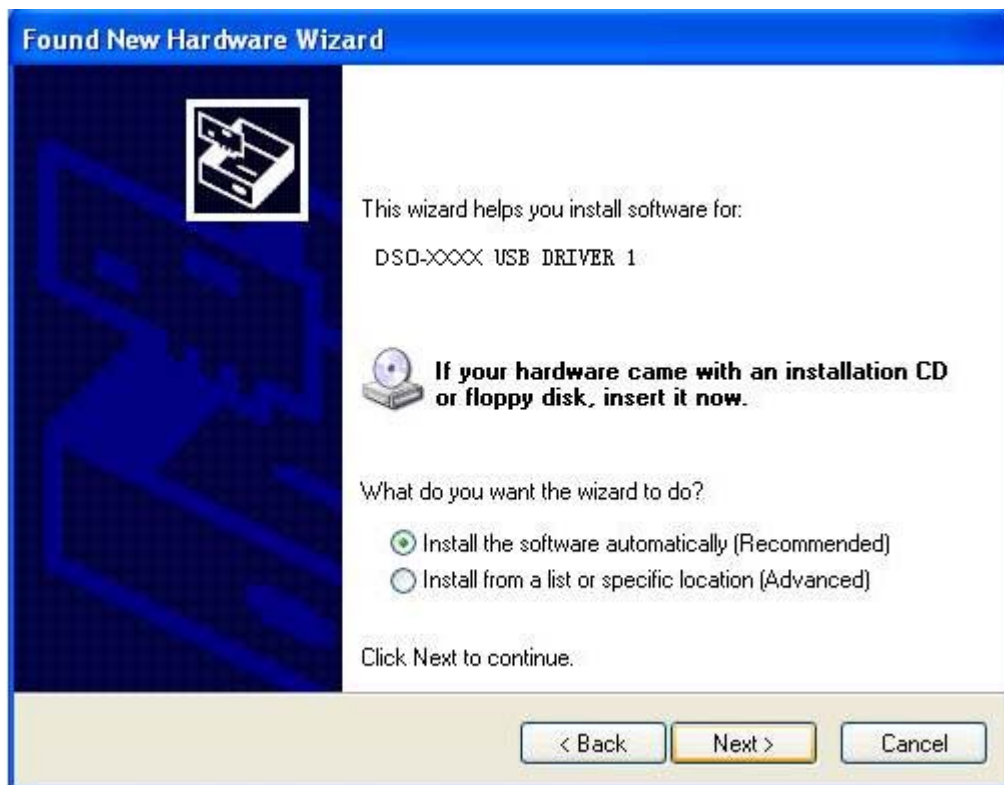 Found New Hardware Wizard
This wizard helps you install software for:
DSO-XXXX USB DRIVER 1
If your hardware came with an installation CD
or floppy disk, insert it now.
What do you want the wizard to do?
Install the software automatically (Recommended)
Install from a list or specific location (Advanced)
Click Next to continue.
< Back
Next >
Cancel